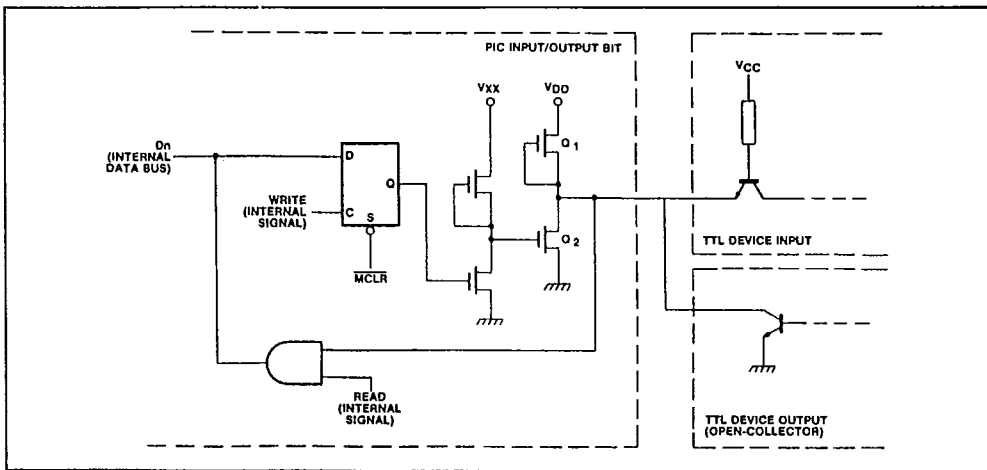 PIC INPUT/OUTPUT BIT
VXX
VDD
VCC
Dn
(INTERNAL
DATA BUS)
D
Q
Q1
WRITE
(INTERNAL
SIGNAL)
C
S
Q2
MCLR
TTL DEVICE INPUT
READ
(INTERNAL
SIGNAL)
TTL DEVICE OUTPUT
(OPEN-COLLECTOR)